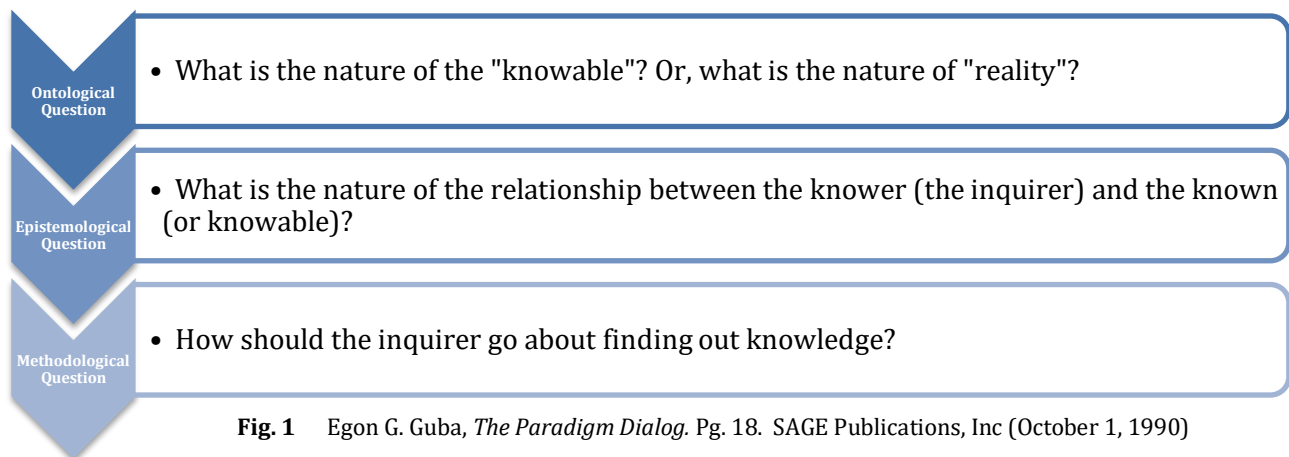 Ontological
Question
• What is the nature of the "knowable"? Or, what is the nature of "reality"?
Epistemological
Question
• What is the nature of the relationship between the knower (the inquirer) and the known
(or knowable)?
Methodological
Question
• How should the inquirer go about finding out knowledge?
Fig. 1 Egon G. Guba, The Paradigm Dialog. Pg. 18. SAGE Publications, Inc (October 1, 1990)